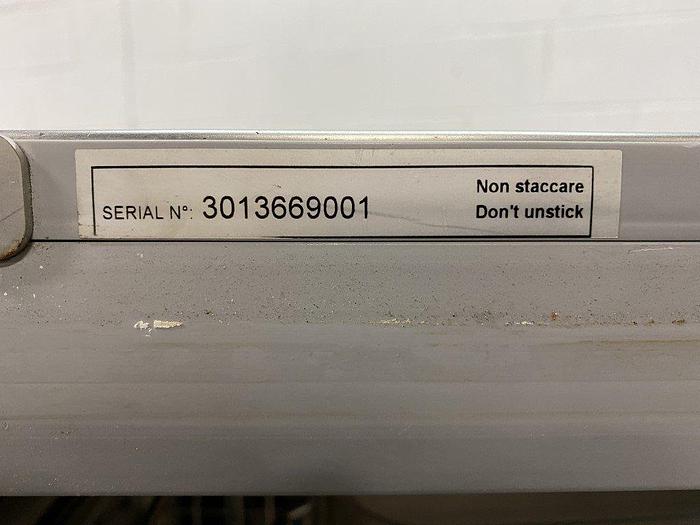 SERIAL N°: 3013669001
Non staccare
Don't unstick